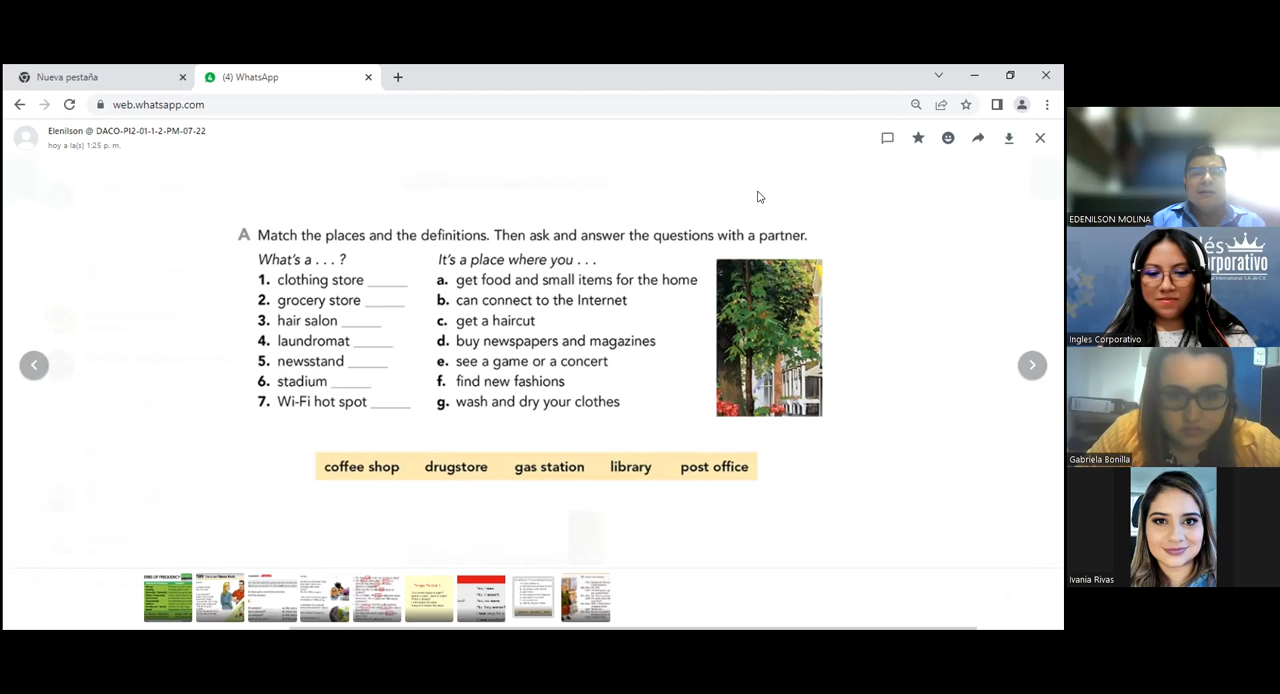 Nueva pestaña
(4) WhatsApp
web.whatsapp.com
Elenilson @ DACO-PI2-01-1-2-PM-07-22
hoy a la(s) 1:25 p. m.
A Match the places and the definitions. Then ask and answer the questions with a partner.
What's a . . . ?
It's a place where you . . .
1. clothing store
a. get food and small items for the home
2. grocery store
b. can connect to the Internet
3. hair salon
c. get a haircut
4. laundromat
d. buy newspapers and magazines
5. newsstand
e. see a game or a concert
6. stadium
f. find new fashions
7. Wi-Fi hot spot
g. wash and dry your clothes
coffee shop drugstore gas station library post office
EDENILSON MOLINA
Ingles Corporativo
Gabriela Bonilla
Ivania Rivas